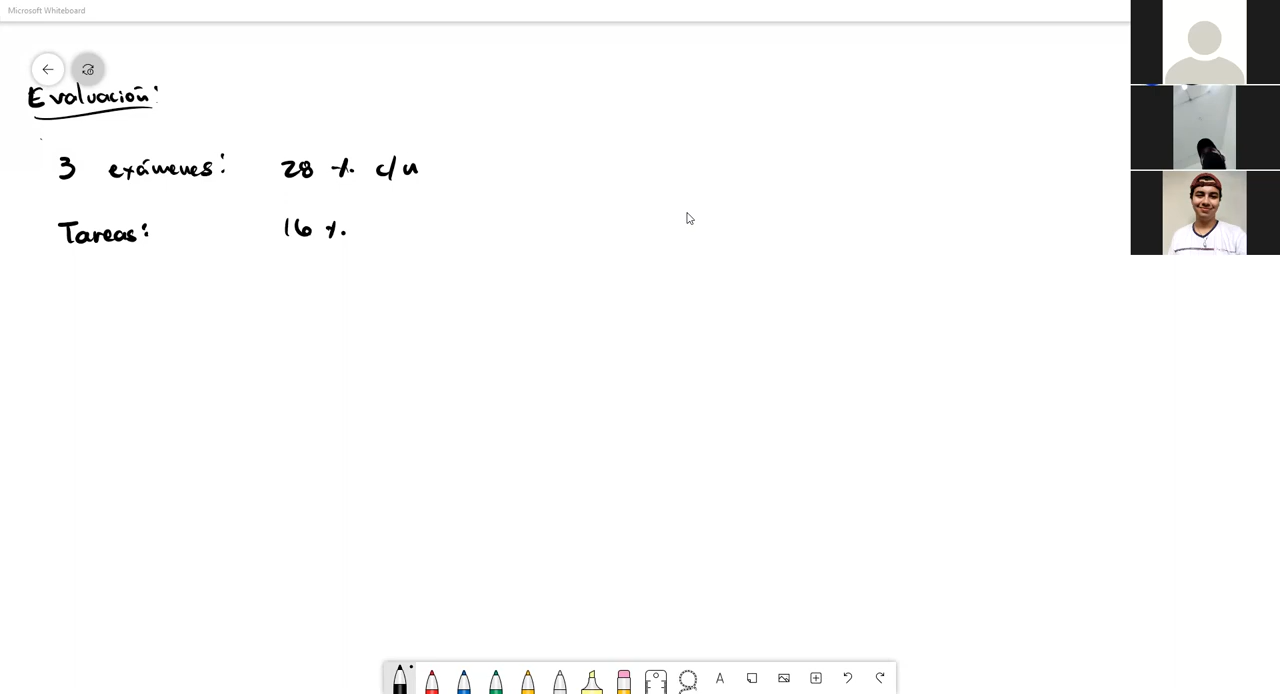 Microsoft Whiteboard
Evaluación:
3 exámenes: 28 % c/u
Tareas: 16 %